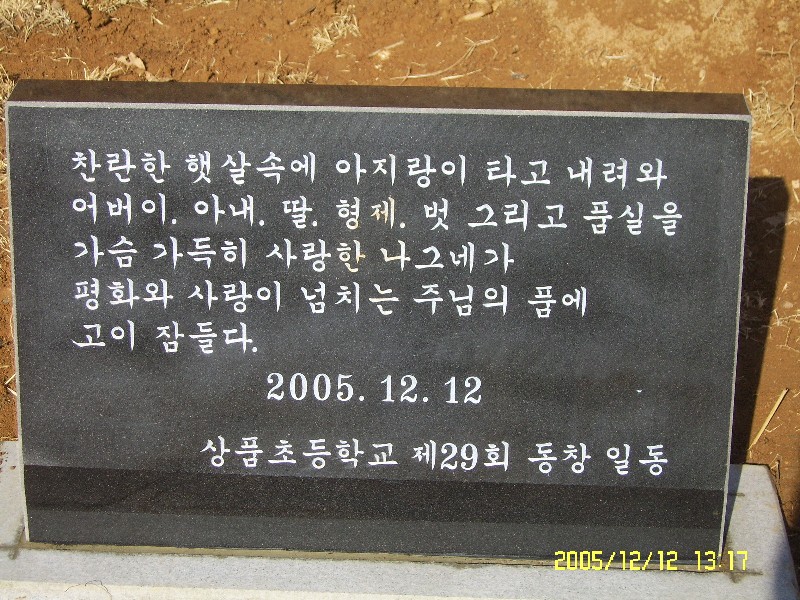 찬란한 햇살속에 아지랑이 타고 내려와
어버이. 아내. 딸. 형제. 벗 그리고 품실을
가슴 가득히 사랑한 나그네가
평화와 사랑이 넘치는 주님의 품에
고이 잠들다.
2005. 12. 12
상품초등학교 제29회 동창 일동
2005/12/12 13:17